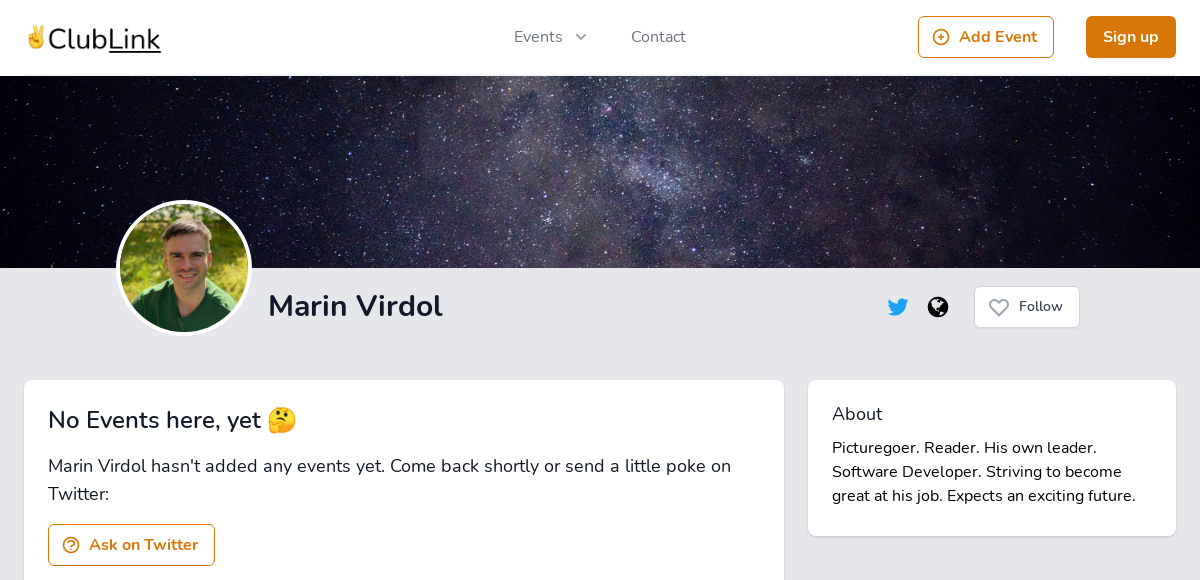 ✌️ClubLink
Events
Contact
Add Event
Sign up
Marin Virdol
Follow
No Events here, yet 🤔
Marin Virdol hasn't added any events yet. Come back shortly or send a little poke on
Twitter:
Ask on Twitter
About
Picturegoer. Reader. His own leader.
Software Developer. Striving to become
great at his job. Expects an exciting future.